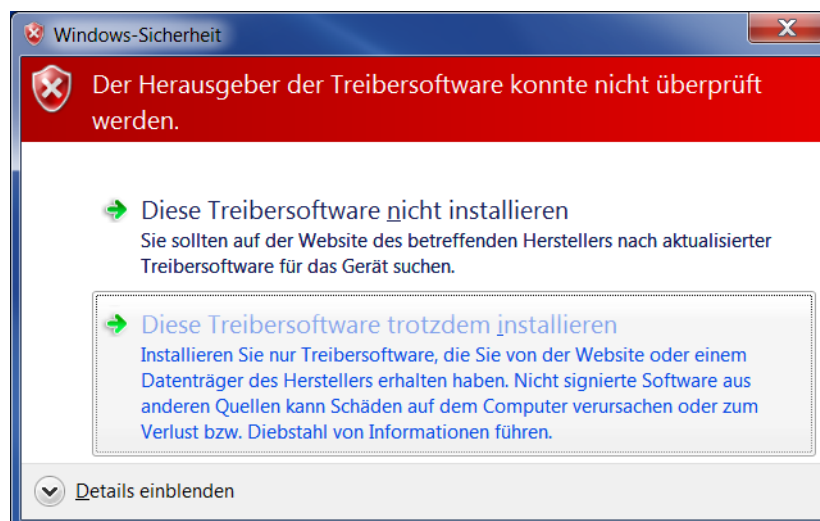 Windows-Sicherheit
Der Herausgeber der Treibersoftware konnte nicht überprüft
werden.
Diese Treibersoftware nicht installieren
Sie sollten auf der Website des betreffenden Herstellers nach aktualisierter
Treibersoftware für das Gerät suchen.
Diese Treibersoftware trotzdem installieren
Installieren Sie nur Treibersoftware, die Sie von der Website oder einem
Datenträger des Herstellers erhalten haben. Nicht signierte Software aus
anderen Quellen kann Schäden auf dem Computer verursachen oder zum
Verlust bzw. Diebstahl von Informationen führen.
Details einblenden